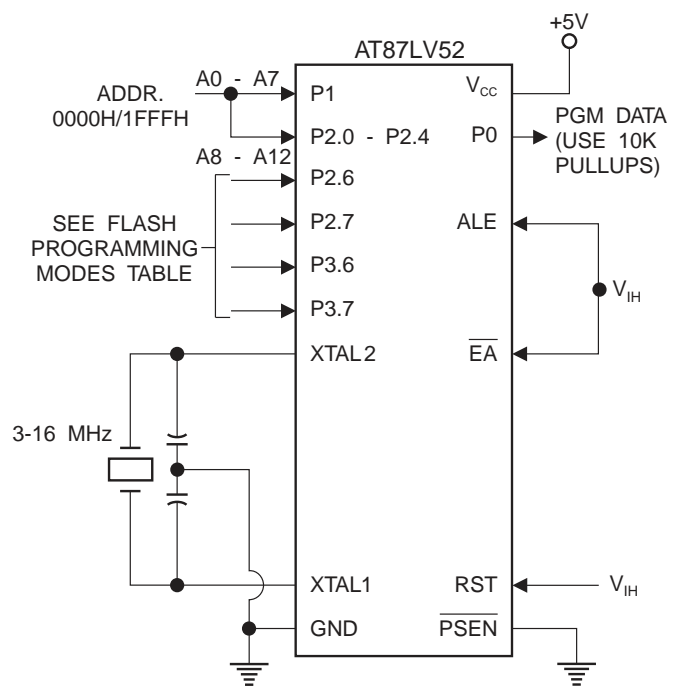 +5V
AT87LV52
A0 - A7
ADDR.
0000H/1FFFH
P1
VCC
P2.0 - P2.4
P0
PGM DATA
(USE 10K
PULLUPS)
A8 - A12
P2.6
SEE FLASH
PROGRAMMING
MODES TABLE
P2.7
ALE
P3.6
VIH
P3.7
XTAL2
EA
3-16 MHz
XTAL1
RST
VIH
GND
PSEN